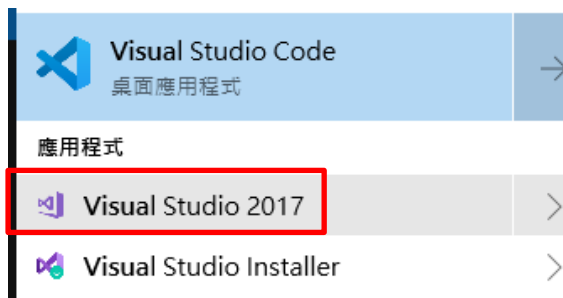 Visual Studio Code
桌面應用程式
應用程式
Visual Studio 2017
Visual Studio Installer